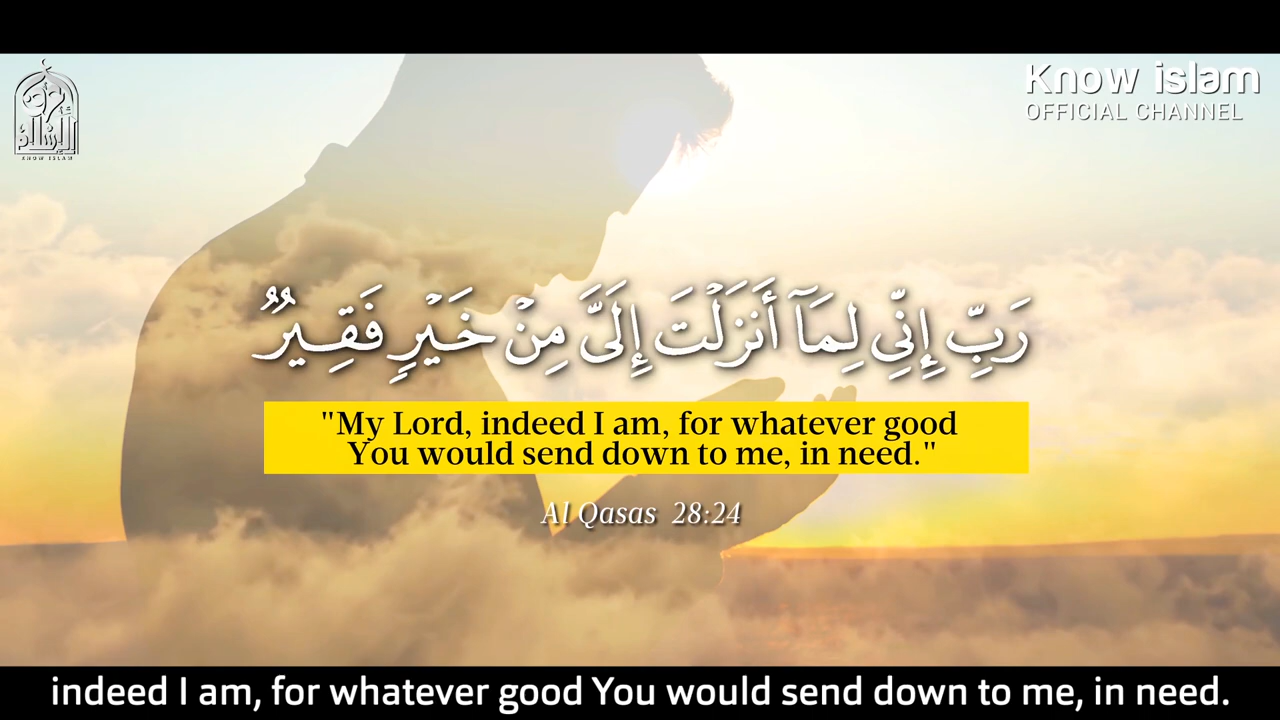 Know islam
OFFICIAL CHANNEL
KNOW ISLAM
رَبِّ إِنِّي لِمَآ أَنزَلْتَ إِلَىَّ مِنْ خَيْرٍ فَقِيرٌ
"My Lord, indeed I am, for whatever good
You would send down to me, in need."
Al Qasas 28:24
indeed I am, for whatever good You would send down to me, in need.